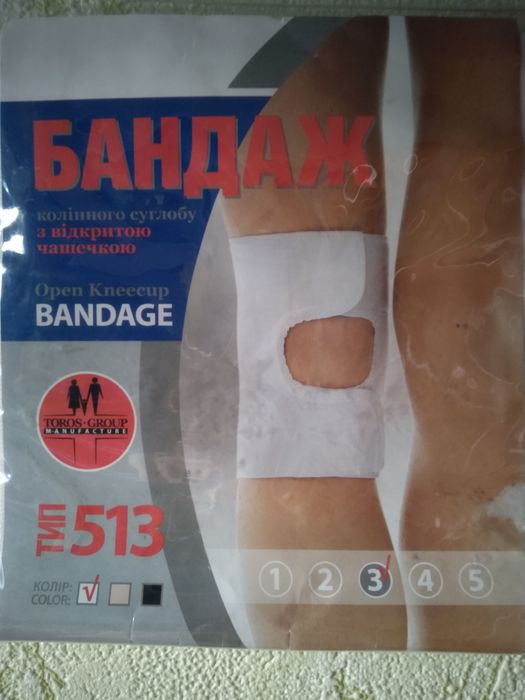 БАНДАЖ
колінного суглобу
з відкритою
чашечкою
Open Kneecup
BANDAGE
TOROS-GROUP
MANUFACTURE
ТИП 513
1 2 3 4 5
КОЛІР:
COLOR: